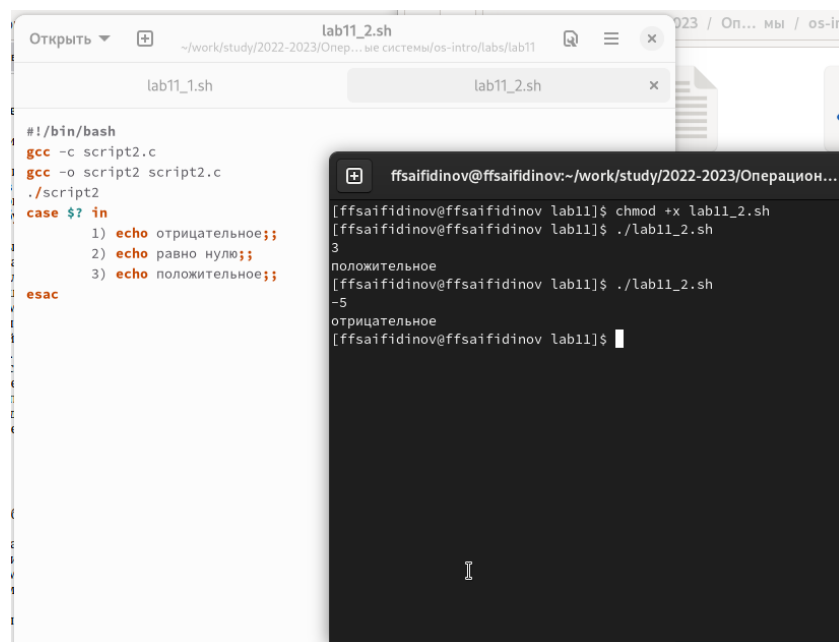 Открыть
lab11_2.sh
~/work/study/2022-2023/Опер... ые системы/os-intro/labs/lab11
023 / Оп... мы / os-in
lab11_1.sh
lab11_2.sh
#!/bin/bash
gcc -c script2.c
gcc -o script2 script2.c
./script2
case $? in
1) echo отрицательное;;
2) echo равно нулю;;
3) echo положительное;;
esac
ffsaifidinov@ffsaifidinov:~/work/study/2022-2023/Операцион...
[ffsaifidinov@ffsaifidinov lab11]$ chmod +x lab11_2.sh
[ffsaifidinov@ffsaifidinov lab11]$ ./lab11_2.sh
3
положительное
[ffsaifidinov@ffsaifidinov lab11]$ ./lab11_2.sh
-5
отрицательное
[ffsaifidinov@ffsaifidinov lab11]$